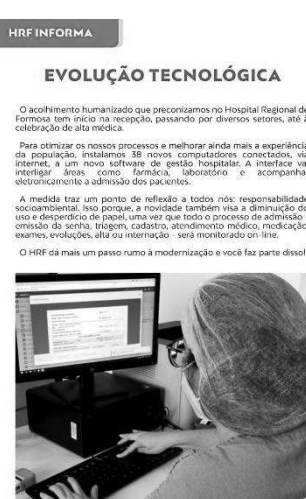 HRF INFORMA
EVOLUÇÃO TECNOLÓGICA
O acolhimento humanizado que preconizamos no Hospital Regional de
Formosa tem início na recepção, passando por diversos setores, até à
celebração de alta médica.
Para otimizar os nossos processos e melhorar ainda mais a experiência
da população, instalamos 38 novos computadores conectados, via
internet, a um novo software de gestão hospitalar. A interface vai
interligar áreas como farmácia, laboratório e acompanhar
eletronicamente a admissão dos pacientes.
A medida traz um ponto de reflexão a todos nós: responsabilidade
socioambiental. Isso porque, a novidade também visa a diminuição do
uso e desperdício de papel, uma vez que todo o processo de admissão -
emissão da senha, triagem, cadastro, atendimento médico, medicação,
exames, evoluções, alta ou internação - será monitorado on-line.
O HRF dá mais um passo rumo à modernização e você faz parte disso!